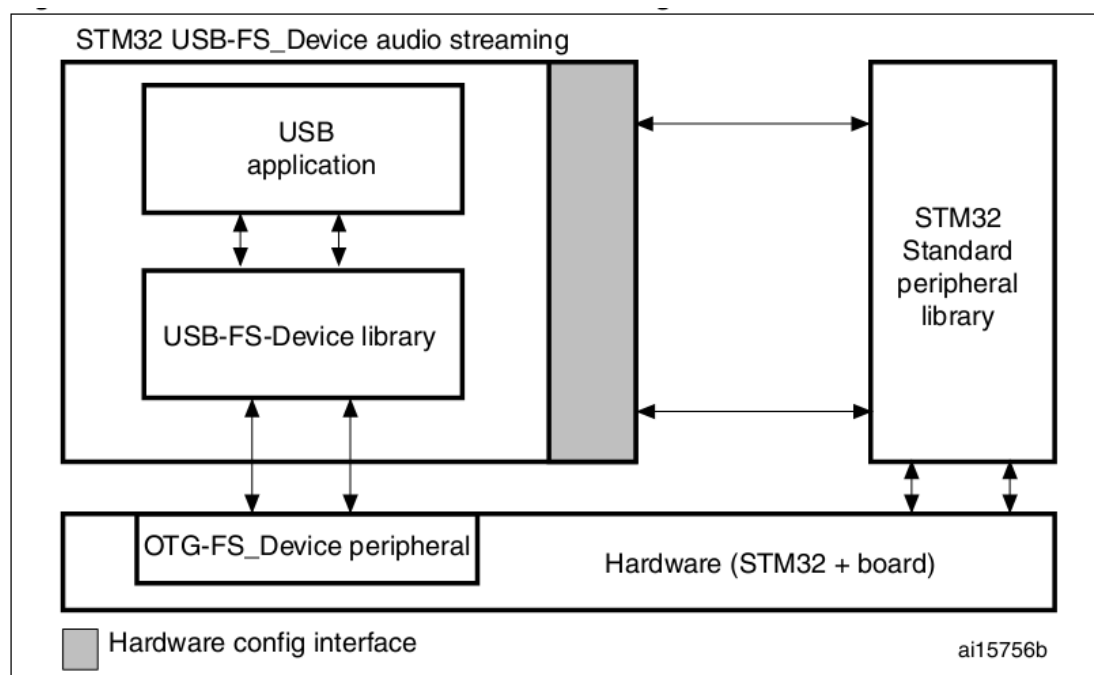 STM32 USB-FS_Device audio streaming
USB
application
USB-FS-Device library
STM32
Standard
peripheral
library
OTG-FS_Device peripheral
Hardware (STM32 + board)
Hardware config interface
ai15756b